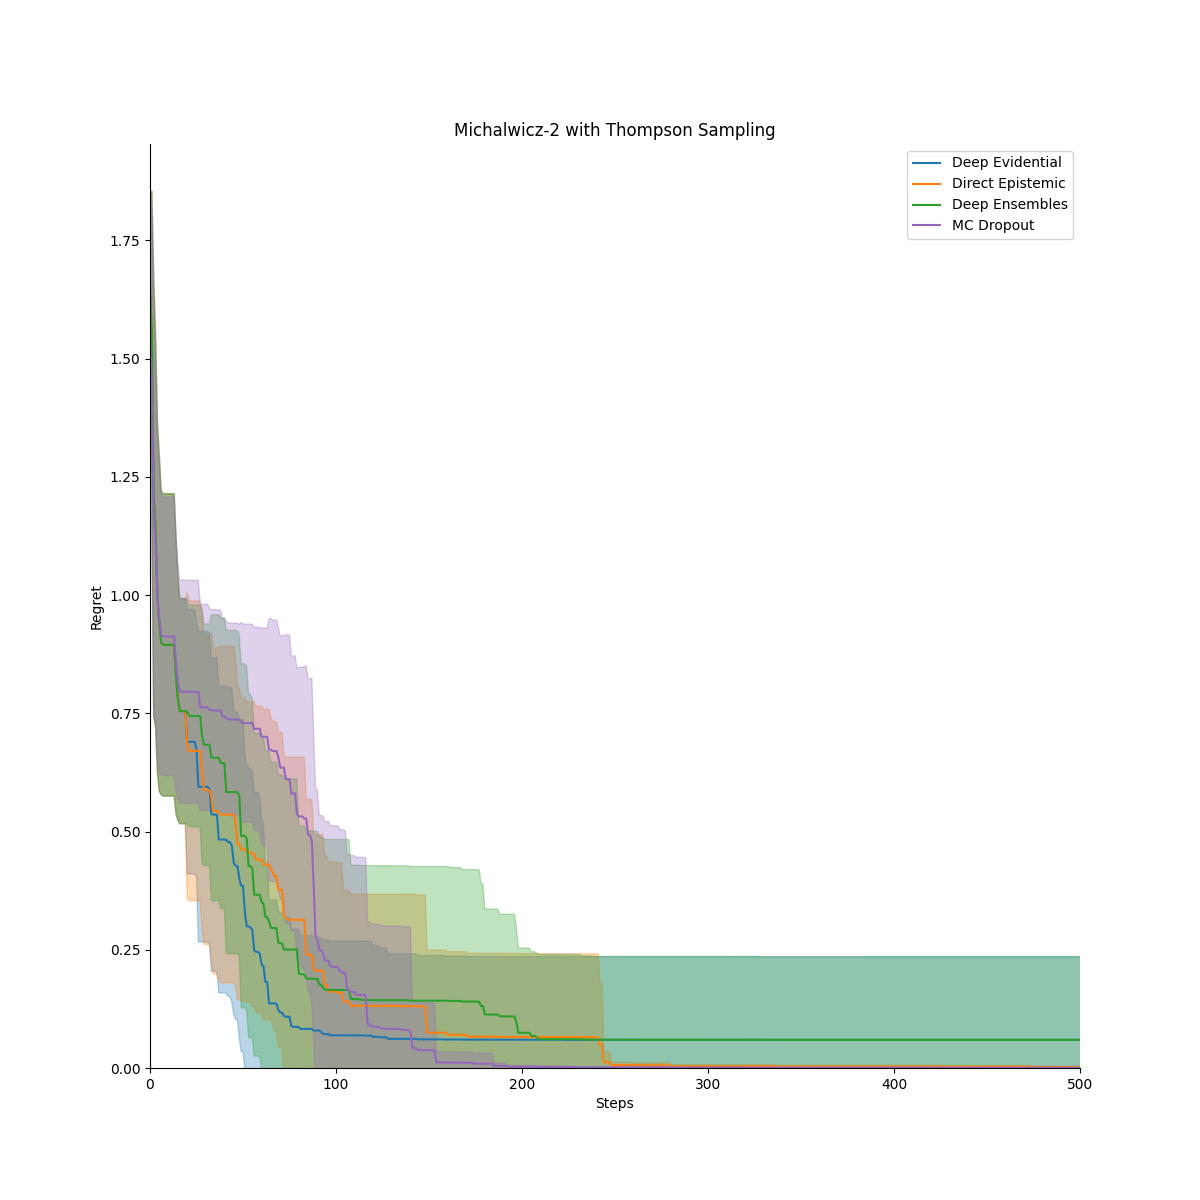 Michalwicz-2 with Thompson Sampling
Deep Evidential
Direct Epistemic
Deep Ensembles
MC Dropout
1.75
1.50
1.25
1.00
0.75
0.50
0.25
0.00
Regret
0 100 200 300 400 500
Steps